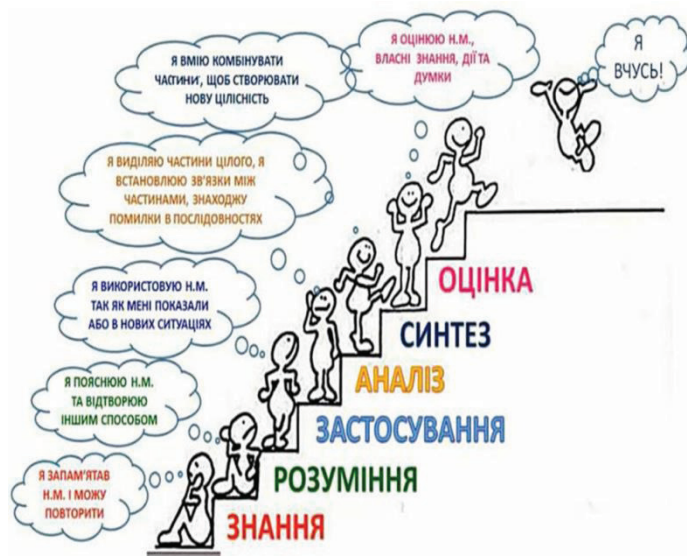 Я ВМІЮ КОМБІНУВАТИ
ЧАСТИНИ, ЩОБ СТВОРЮВАТИ
НОВУ ЦІЛІСНІСТЬ
Я ОЦІНЮЮ Н.М.,
ВЛАСНІ ЗНАННЯ, ДІЇ ТА
ДУМКИ
Я
ВЧУСЬ!
Я ВИДІЛЯЮ ЧАСТИНИ ЦІЛОГО, Я
ВСТАНОВЛЮЮ ЗВ'ЯЗКИ МІЖ
ЧАСТИНАМИ, ЗНАХОДЖУ
ПОМИЛКИ В ПОСЛІДОВНОСТЯХ
Я ВИКОРИСТОВУЮ Н.М.
ТАК ЯК МЕНІ ПОКАЗАЛИ
АБО В НОВИХ СИТУАЦІЯХ
Я ПОЯСНЮЮ Н.М.
ТА ВІДТВОРЮЮ
ІНШИМ СПОСОБОМ
Я ЗАПАМ'ЯТАВ
Н.М. І МОЖУ
ПОВТОРИТИ
ОЦІНКА
СИНТЕЗ
АНАЛІЗ
ЗАСТОСУВАННЯ
РОЗУМІННЯ
ЗНАННЯ